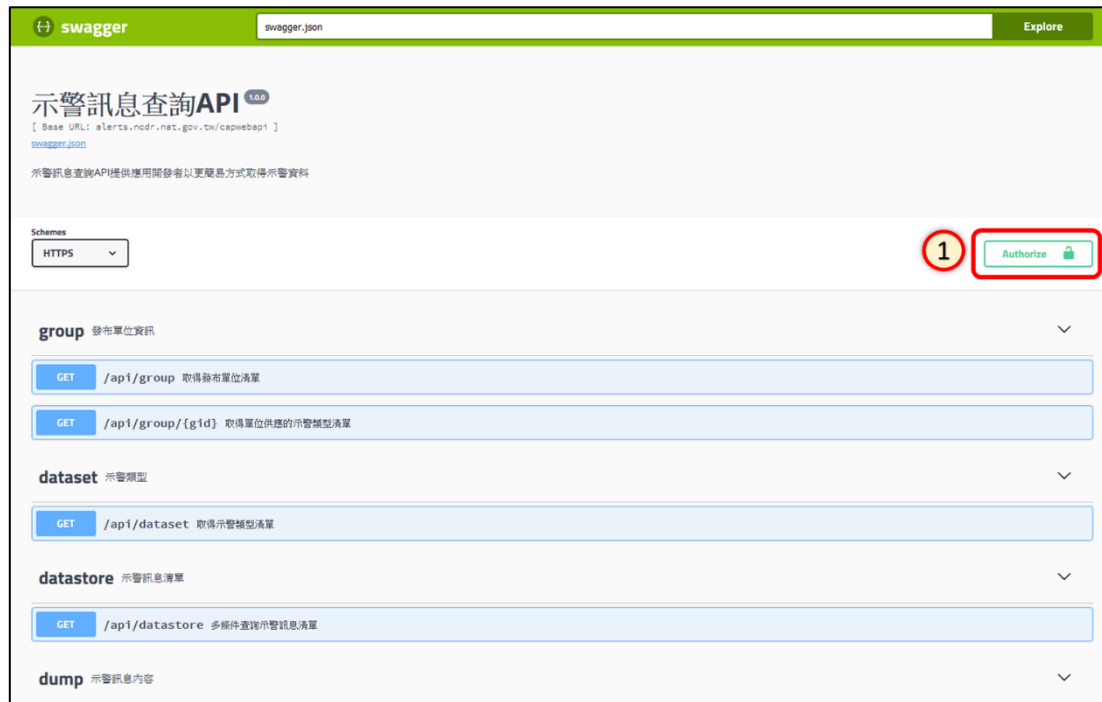 swagger
swagger.json
Explore
示警訊息查詢API 1.0.0
[ Base URL: alerts.ncdr.nat.gov.tw/capwebapi ]
swagger.json
示警訊息查詢API提供應用開發者以更簡易方式取得示警資料
Schemes
HTTPS
1
Authorize
group 發布單位資訊
GET /api/group 取得發布單位清單
GET /api/group/{gid} 取得單位供應的示警類型清單
dataset 示警類型
GET /api/dataset 取得示警類型清單
datastore 示警訊息清單
GET /api/datastore 多條件查詢示警訊息清單
dump 示警訊息內容